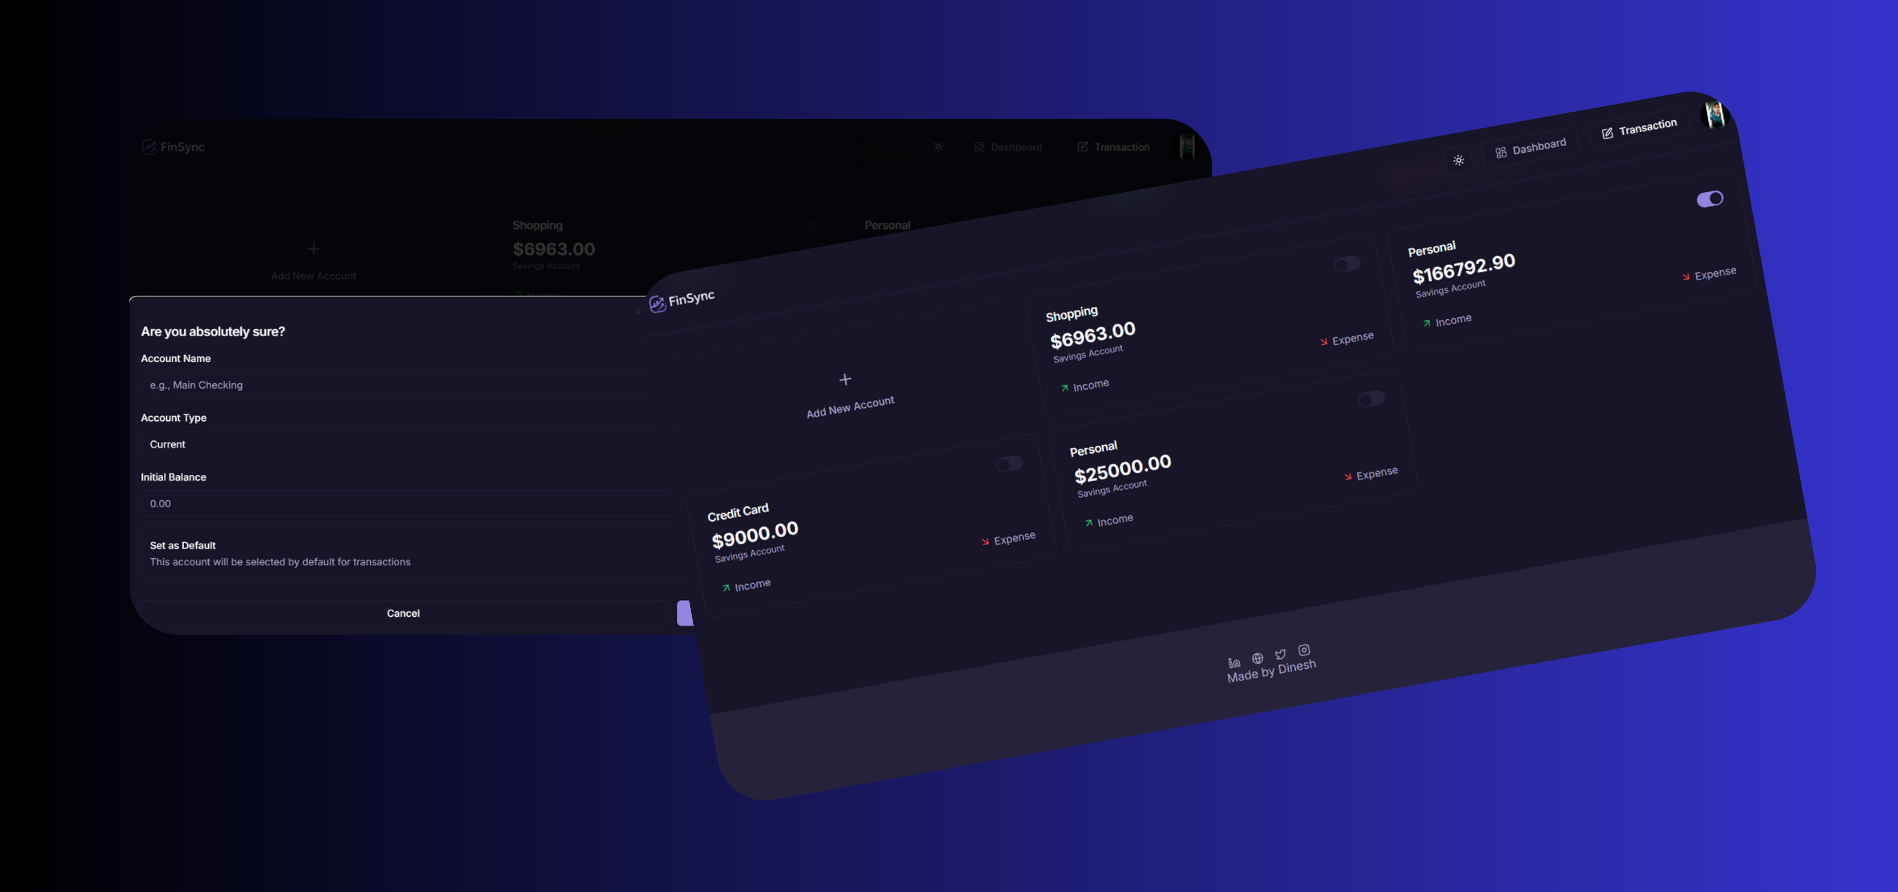 FinSync
Dashboard
Transaction
Add New Account
Shopping
$6963.00
Savings Account
Income
Personal
Are you absolutely sure?
Account Name
e.g., Main Checking
Account Type
Current
Initial Balance
0.00
Set as Default
This account will be selected by default for transactions
Cancel
FinSync
Dashboard
Transaction
Add New Account
Shopping
$6963.00
Savings Account
Income
Expense
Personal
$166792.90
Savings Account
Income
Expense
Credit Card
$9000.00
Savings Account
Income
Expense
Personal
$25000.00
Savings Account
Income
Expense
Made by Dinesh